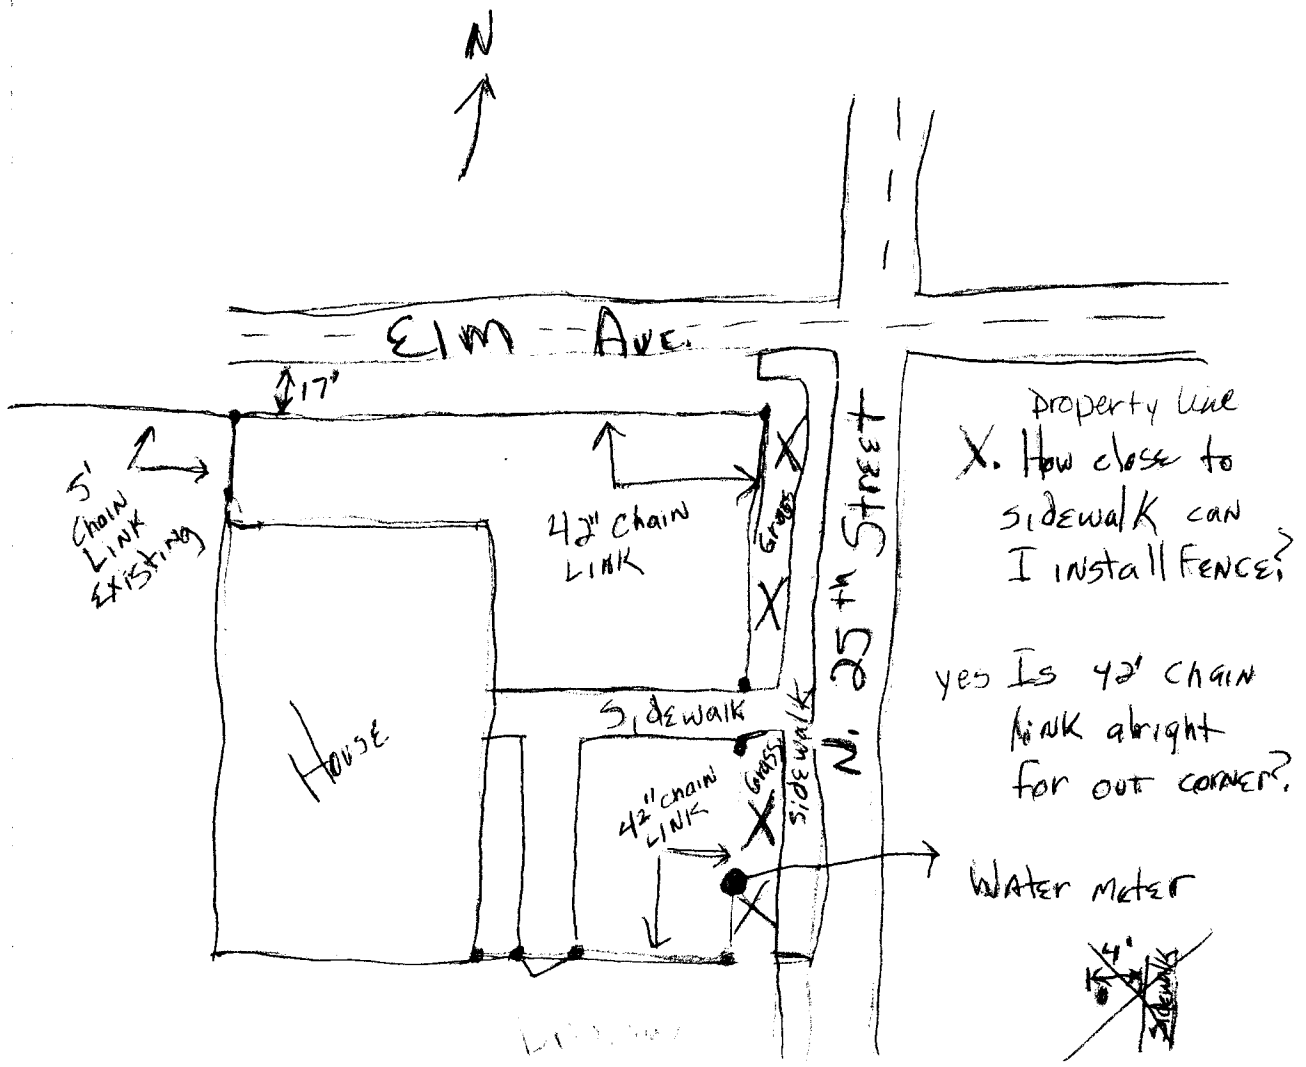 N
Elm Ave.
17'
5'
Chain
Link
Existing
42" Chain
Link
Grass
X
X
N. 25th Street
property line
X. How close to
sidewalk can
I install Fence?
yes Is 42" Chain
link alright
for out corner?
House
Sidewalk
Sidewalk
Grass
X
X
42" chain
Link
Water meter
4'
Sidewalk